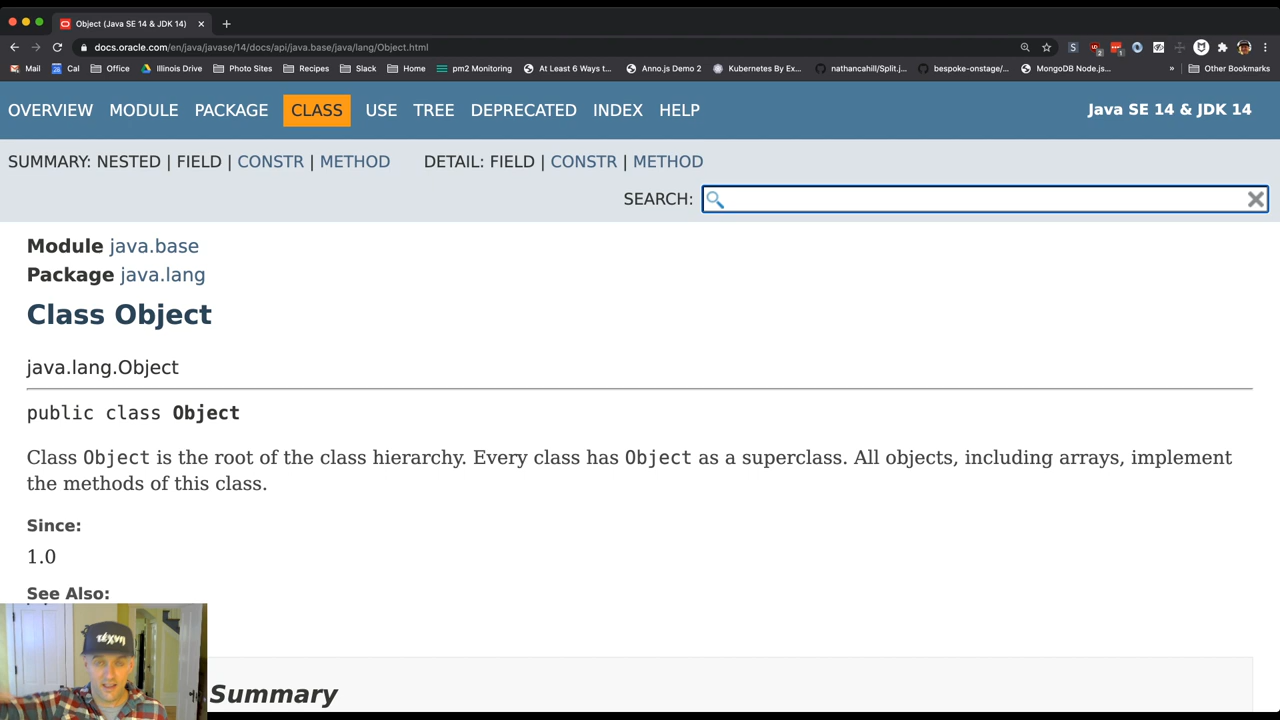 Object (Java SE 14 & JDK 14)
docs.oracle.com/en/java/javase/14/docs/api/java.base/java/lang/Object.html
Mail Cal Office Illinois Drive Photo Sites Recipes Slack Home pm2 Monitoring At Least 6 Ways t... Anno.js Demo 2 Kubernetes By Ex... nathancahill/Split.j... bespoke-onstage/... MongoDB Node.js... » Other Bookmarks
OVERVIEW MODULE PACKAGE CLASS USE TREE DEPRECATED INDEX HELP Java SE 14 & JDK 14
SUMMARY: NESTED | FIELD | CONSTR | METHOD DETAIL: FIELD | CONSTR | METHOD
SEARCH:
Module java.base
Package java.lang
Class Object
java.lang.Object
public class Object
Class Object is the root of the class hierarchy. Every class has Object as a superclass. All objects, including arrays, implement
the methods of this class.
Since:
1.0
See Also:
Summary